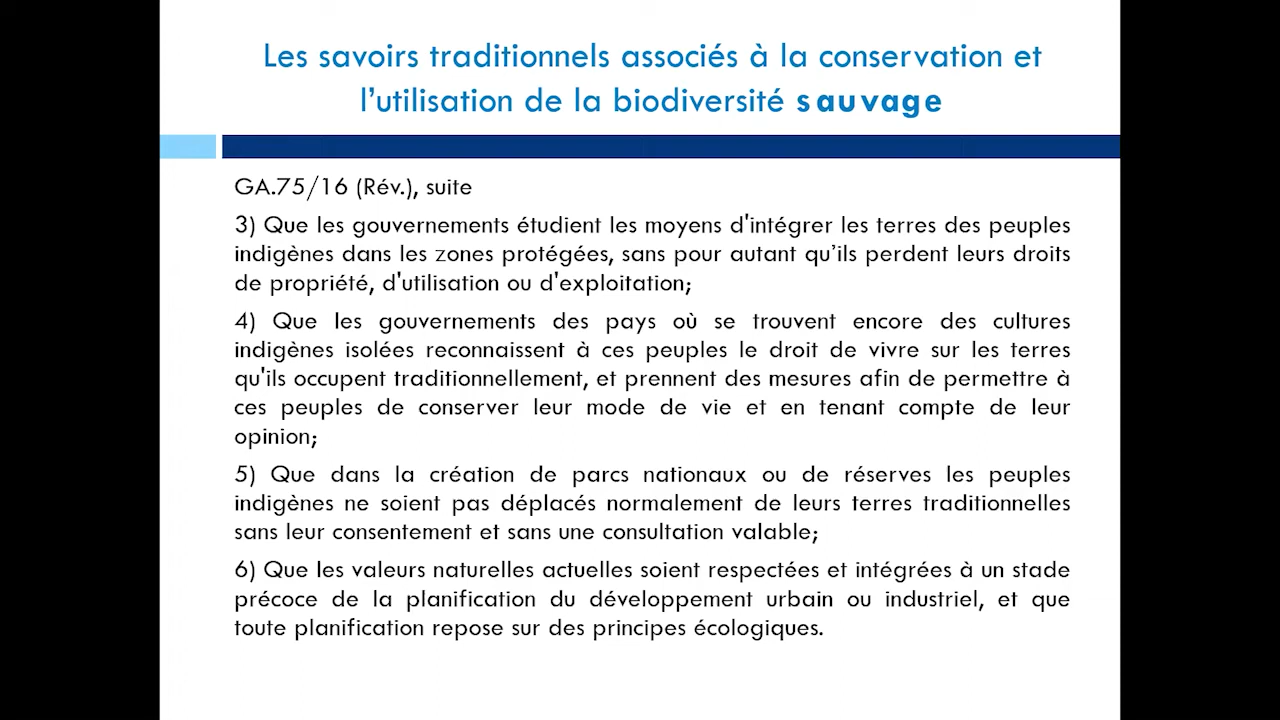 Les savoirs traditionnels associés à la conservation et
l’utilisation de la biodiversité sauvage
GA.75/16 (Rév.), suite
3) Que les gouvernements étudient les moyens d'intégrer les terres des peuples
indigènes dans les zones protégées, sans pour autant qu’ils perdent leurs droits
de propriété, d'utilisation ou d'exploitation;
4) Que les gouvernements des pays où se trouvent encore des cultures
indigènes isolées reconnaissent à ces peuples le droit de vivre sur les terres
qu'ils occupent traditionnellement, et prennent des mesures afin de permettre à
ces peuples de conserver leur mode de vie et en tenant compte de leur
opinion;
5) Que dans la création de parcs nationaux ou de réserves les peuples
indigènes ne soient pas déplacés normalement de leurs terres traditionnelles
sans leur consentement et sans une consultation valable;
6) Que les valeurs naturelles actuelles soient respectées et intégrées à un stade
précoce de la planification du développement urbain ou industriel, et que
toute planification repose sur des principes écologiques.